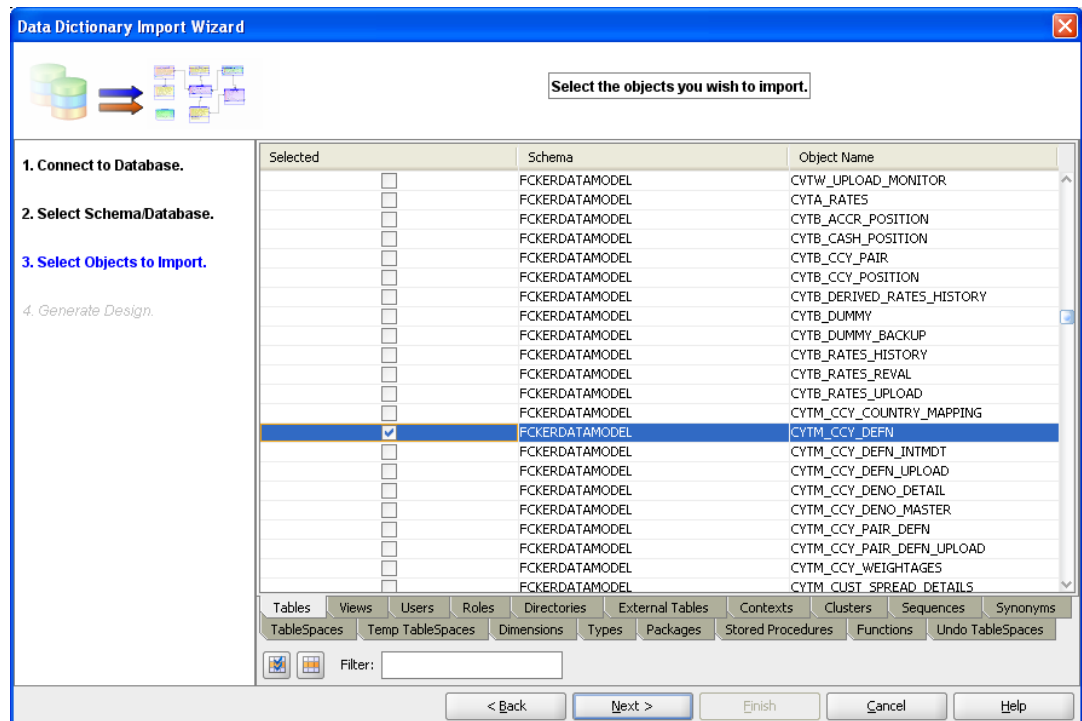 Data Dictionary Import Wizard
Select the objects you wish to import.
1. Connect to Database.
2. Select Schema/Database.
3. Select Objects to Import.
4. Generate Design.
Selected Schema Object Name
FCKERDATAMODEL CVTW_UPLOAD_MONITOR
FCKERDATAMODEL CYTA_RATES
FCKERDATAMODEL CYTB_ACCR_POSITION
FCKERDATAMODEL CYTB_CASH_POSITION
FCKERDATAMODEL CYTB_CCY_PAIR
FCKERDATAMODEL CYTB_CCY_POSITION
FCKERDATAMODEL CYTB_DERIVED_RATES_HISTORY
FCKERDATAMODEL CYTB_DUMMY
FCKERDATAMODEL CYTB_DUMMY_BACKUP
FCKERDATAMODEL CYTB_RATES_HISTORY
FCKERDATAMODEL CYTB_RATES_REVAL
FCKERDATAMODEL CYTB_RATES_UPLOAD
FCKERDATAMODEL CYTM_CCY_COUNTRY_MAPPING
FCKERDATAMODEL CYTM_CCY_DEFN
FCKERDATAMODEL CYTM_CCY_DEFN_INTMDT
FCKERDATAMODEL CYTM_CCY_DEFN_UPLOAD
FCKERDATAMODEL CYTM_CCY_DENO_DETAIL
FCKERDATAMODEL CYTM_CCY_DENO_MASTER
FCKERDATAMODEL CYTM_CCY_PAIR_DEFN
FCKERDATAMODEL CYTM_CCY_PAIR_DEFN_UPLOAD
FCKERDATAMODEL CYTM_CCY_WEIGHTAGES
FCKERDATAMODEL CYTM_CUST_SPREAD_DETAILS
Tables Views Users Roles Directories External Tables Contexts Clusters Sequences Synonyms
TableSpaces Temp TableSpaces Dimensions Types Packages Stored Procedures Functions Undo TableSpaces
Filter:
< Back Next > Finish Cancel Help